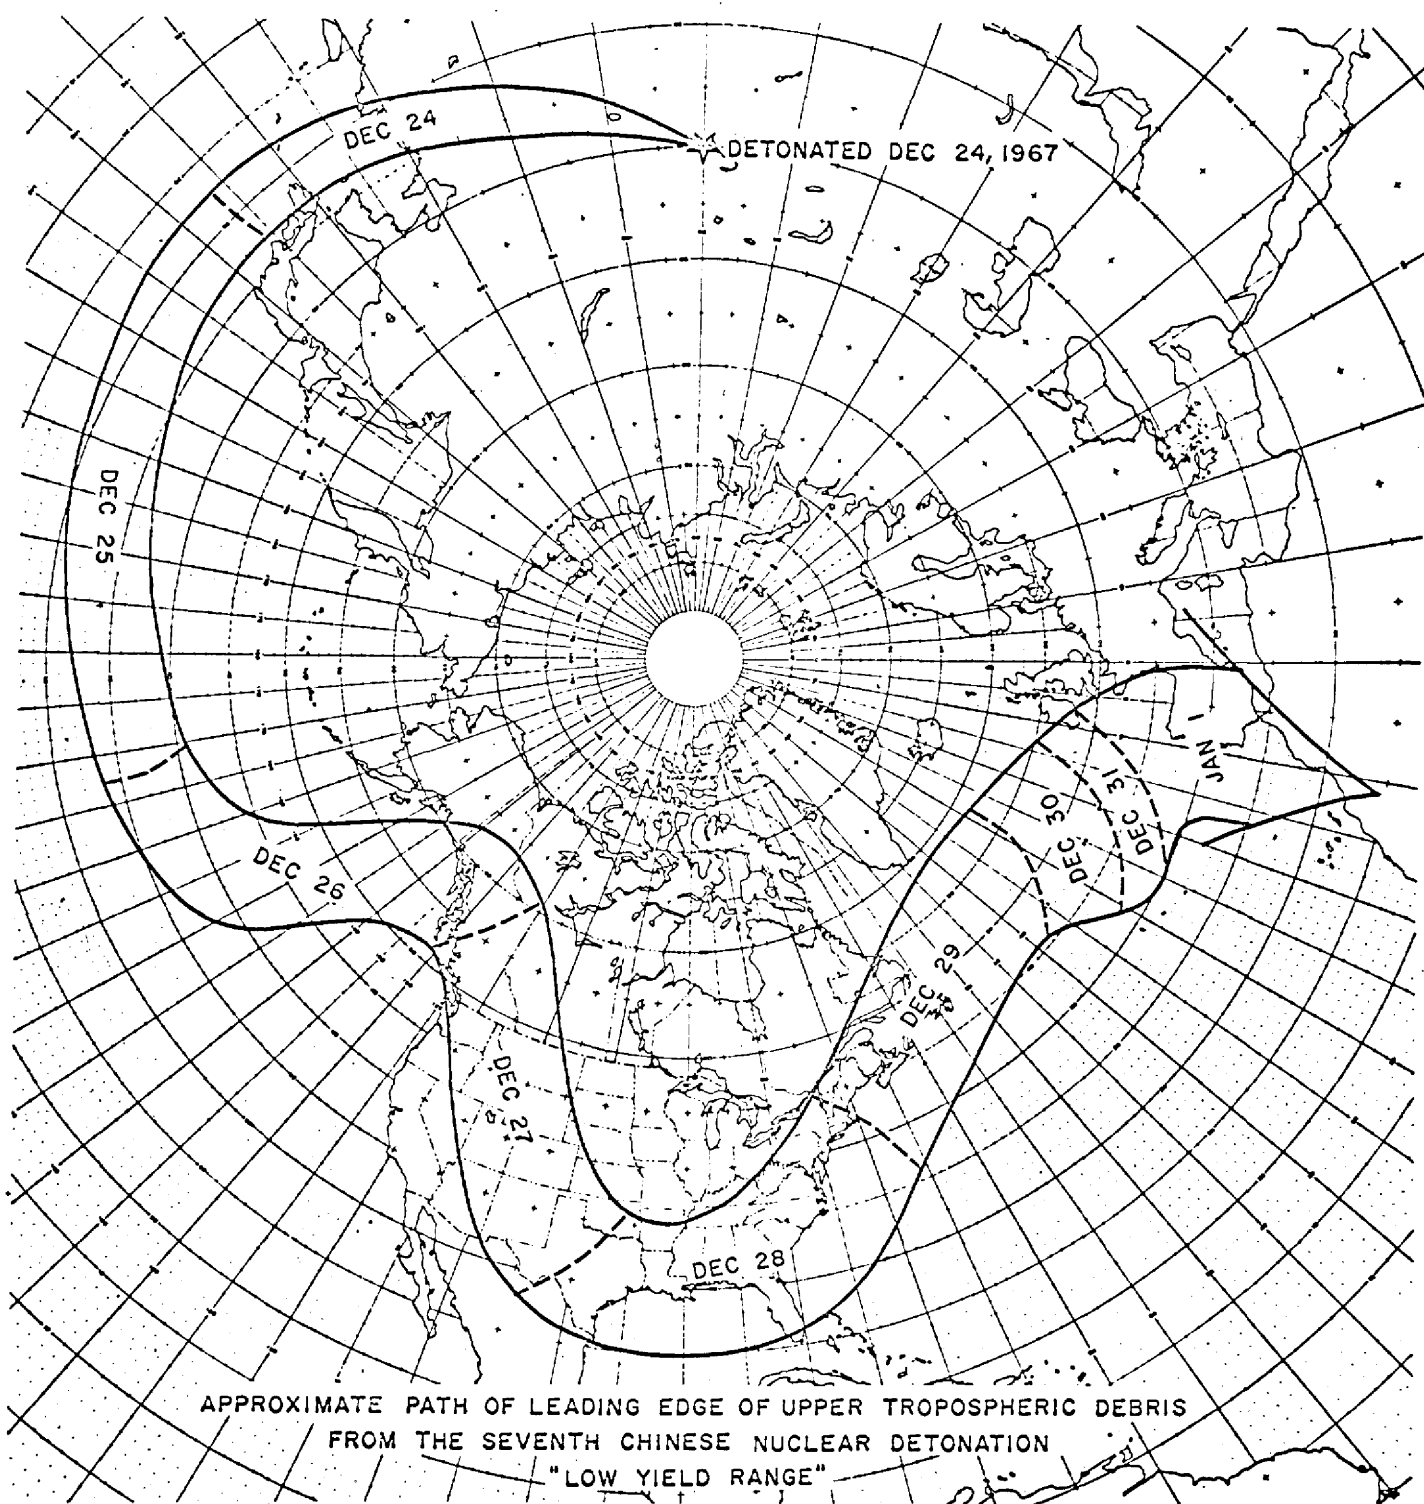 DEC 24
DETONATED DEC 24, 1967
DEC 25
DEC 26
DEC 27
DEC 28
DEC 29
DEC 30
DEC 31
JAN 1
APPROXIMATE PATH OF LEADING EDGE OF UPPER TROPOSPHERIC DEBRIS
FROM THE SEVENTH CHINESE NUCLEAR DETONATION
"LOW YIELD RANGE"